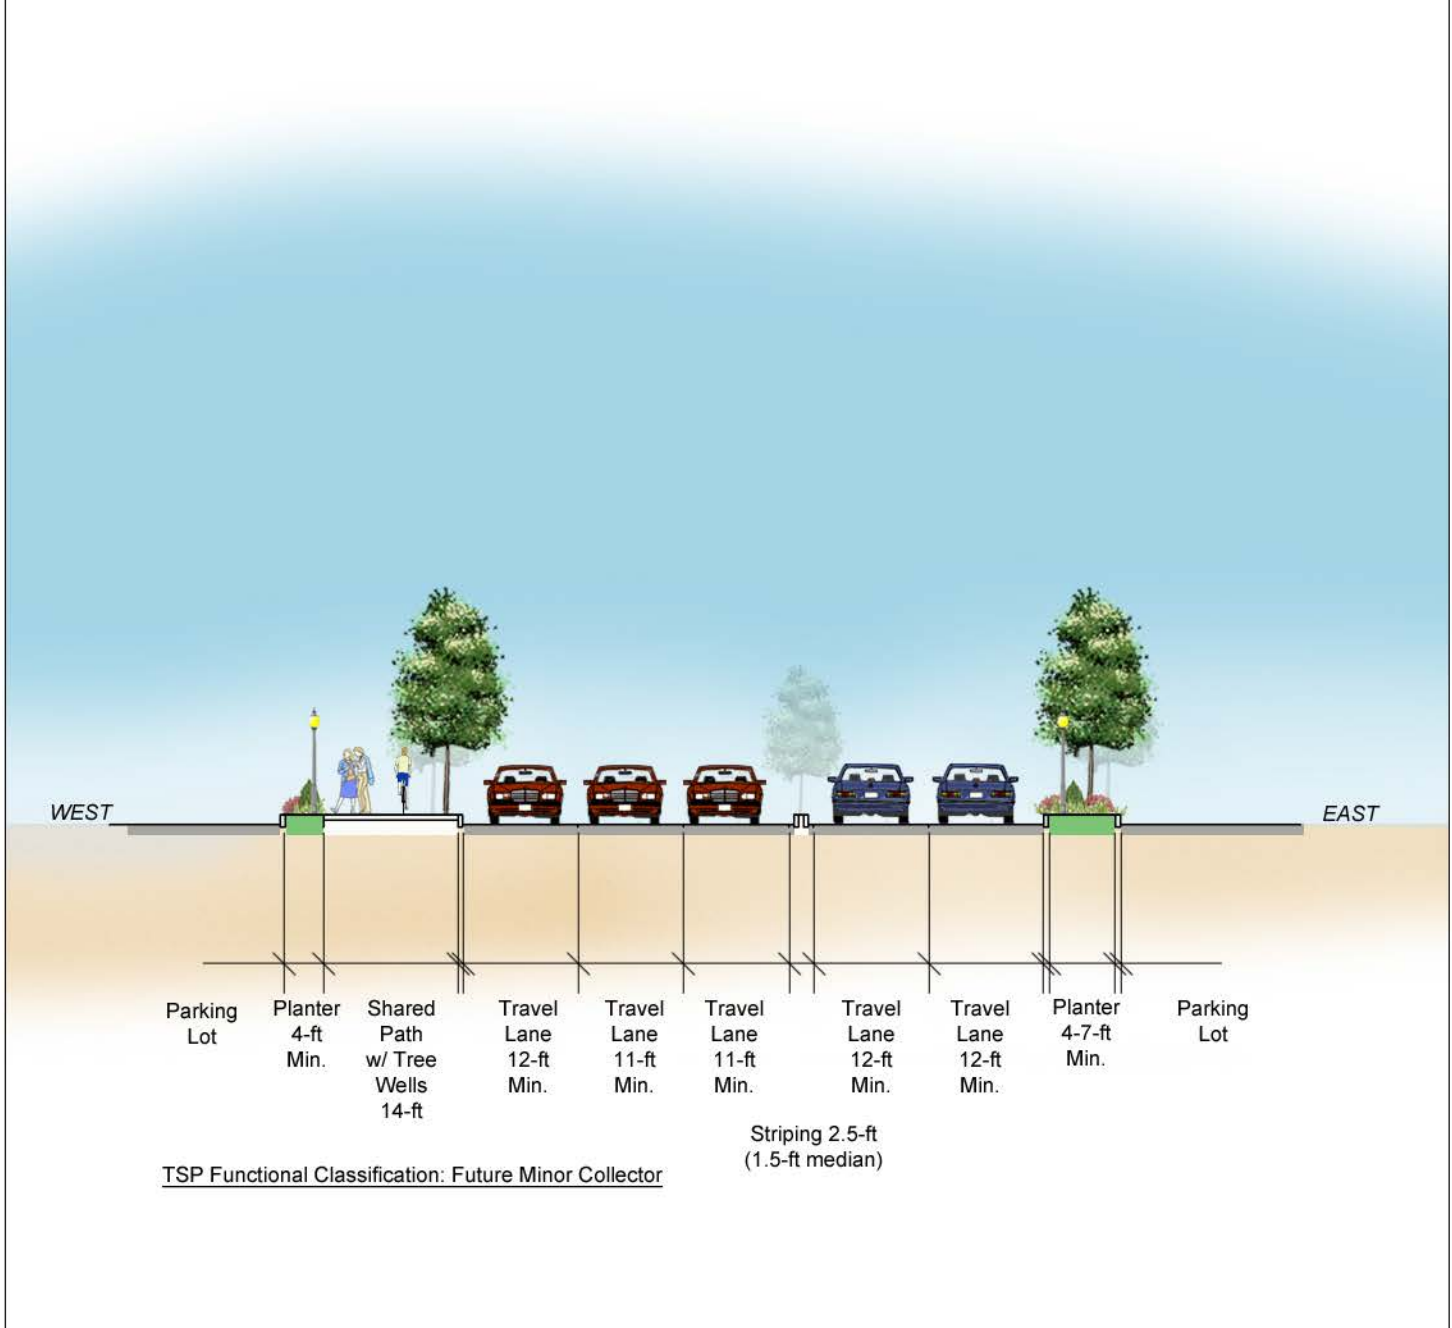 WEST
EAST
Parking
Lot
Planter
4-ft
Min.
Shared
Path
w/ Tree
Wells
14-ft
Travel
Lane
12-ft
Min.
Travel
Lane
11-ft
Min.
Travel
Lane
11-ft
Min.
Travel
Lane
12-ft
Min.
Travel
Lane
12-ft
Min.
Planter
4-7-ft
Min.
Parking
Lot
Striping 2.5-ft
(1.5-ft median)
TSP Functional Classification: Future Minor Collector